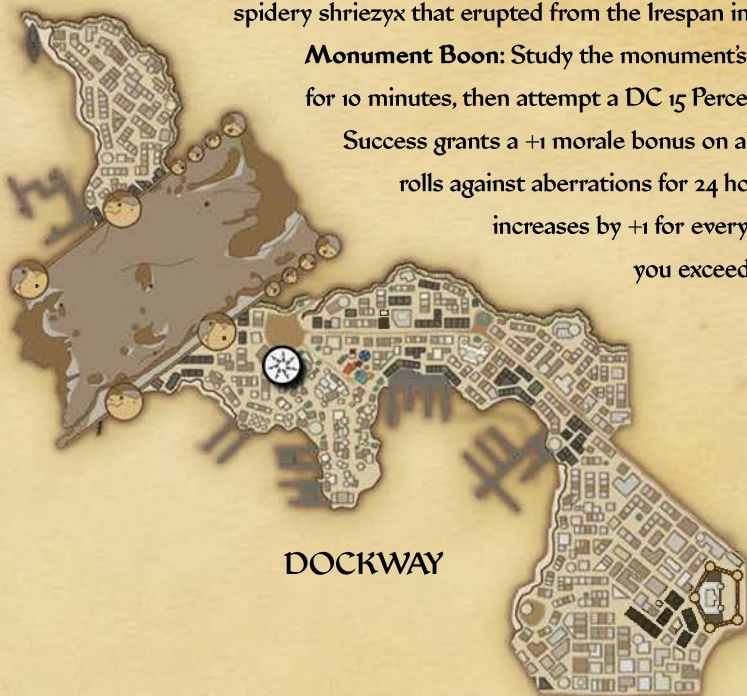 spidery shriezyx that erupted from the Irespan in
Monument Boon: Study the monument's
for 10 minutes, then attempt a DC 15 Perce
Success grants a +1 morale bonus on a
rolls against aberrations for 24 ho
increases by +1 for every
you exceed
DOCKWAY